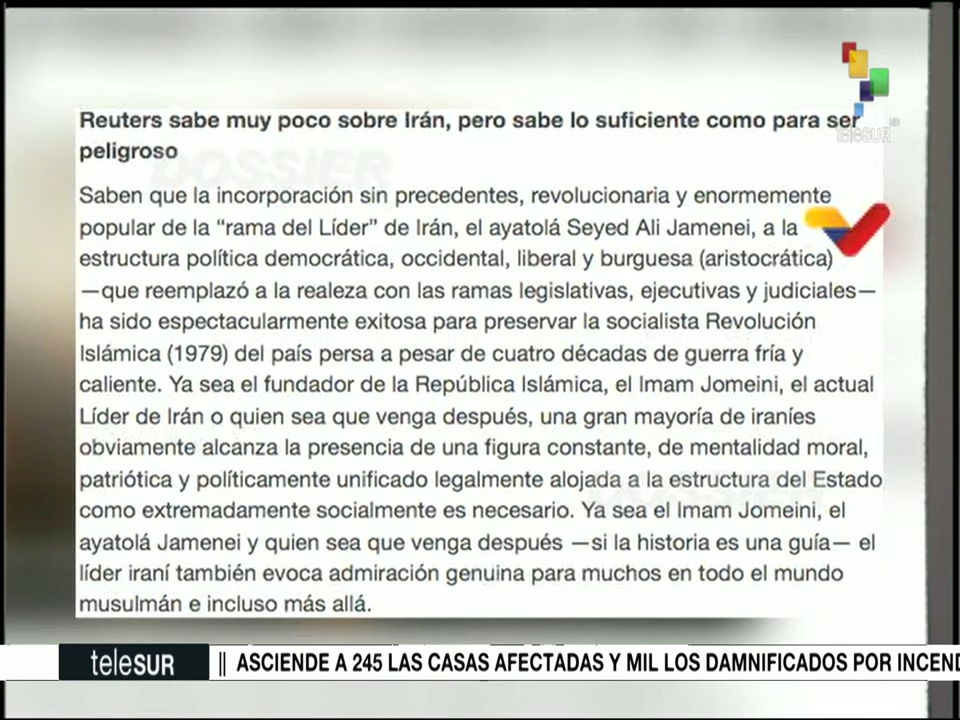 Reuters sabe muy poco sobre Irán, pero sabe lo suficiente como para ser
peligroso
Saben que la incorporación sin precedentes, revolucionaria y enormemente
popular de la “rama del Líder” de Irán, el ayatolá Seyed Ali Jamenei, a la
estructura política democrática, occidental, liberal y burguesa (aristocrática)
—que reemplazó a la realeza con las ramas legislativas, ejecutivas y judiciales—
ha sido espectacularmente exitosa para preservar la socialista Revolución
Islámica (1979) del país persa a pesar de cuatro décadas de guerra fría y
caliente. Ya sea el fundador de la República Islámica, el Imam Jomeini, el actual
Líder de Irán o quien sea que venga después, una gran mayoría de iraníes
obviamente alcanza la presencia de una figura constante, de mentalidad moral,
patriótica y políticamente unificado legalmente alojada a la estructura del Estado
como extremadamente socialmente es necesario. Ya sea el Imam Jomeini, el
ayatolá Jamenei y quien sea que venga después —si la historia es una guía— el
líder iraní también evoca admiración genuina para muchos en todo el mundo
musulmán e incluso más allá.
teleSUR
DOSSIER
DOSSIER
teleSUR || ASCIENDE A 245 LAS CASAS AFECTADAS Y MIL LOS DAMNIFICADOS POR INCEND